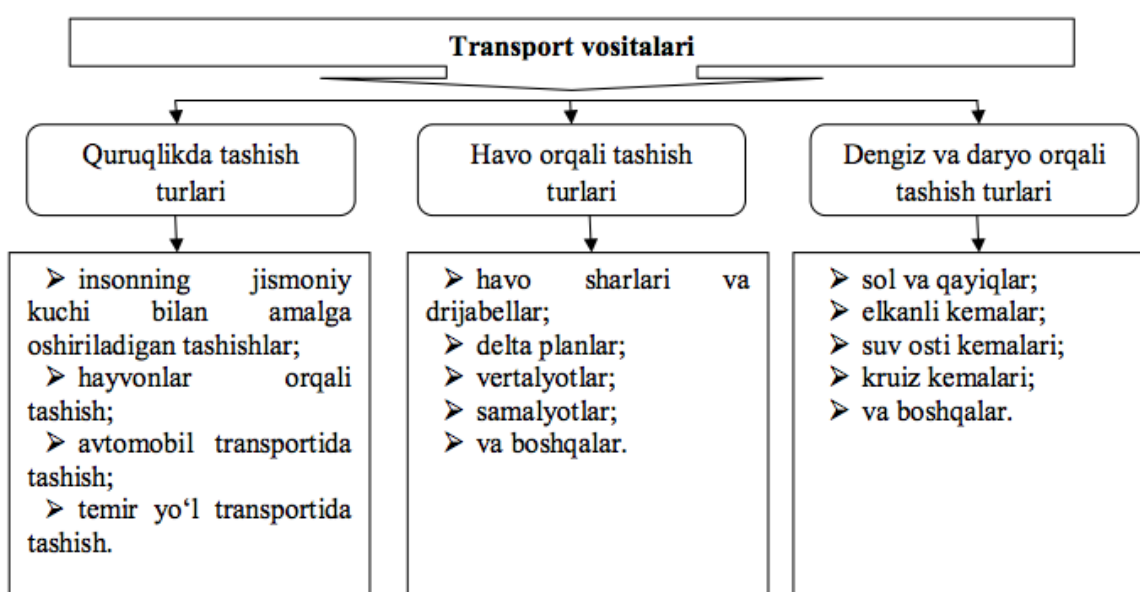 Transport vositalari
Quruqlikda tashish
turlari
Havo orqali tashish
turlari
Dengiz va daryo orqali
tashish turlari
➤ insonning jismoniy
kuchi bilan amalga
oshiriladigan tashishlar;
➤ hayvonlar orqali
tashish;
➤ avtomobil transportida
tashish;
➤ temir yo‘l transportida
tashish.
➤ havo sharlari va
drijabellar;
➤ delta planlar;
➤ vertalyotlar;
➤ samalyotlar;
➤ va boshqalar.
➤ sol va qayiqlar;
➤ elkanli kemalar;
➤ suv osti kemalari;
➤ kruiz kemalari;
➤ va boshqalar.